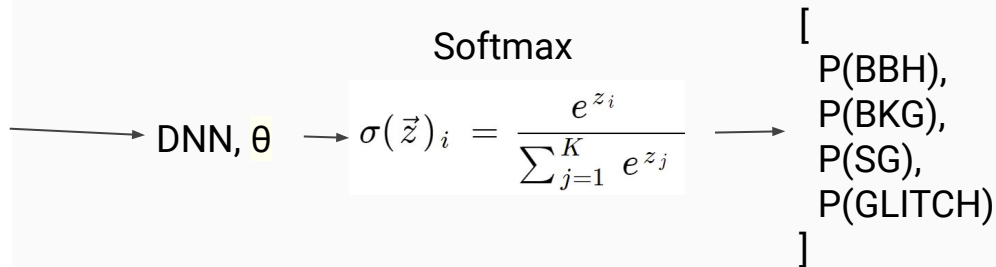 Softmax
DNN, θ
σ(z⃗)ᵢ = e^{zᵢ} / ∑_{j=1}^{K} e^{zⱼ}
[
P(BBH),
P(BKG),
P(SG),
P(GLITCH)
]